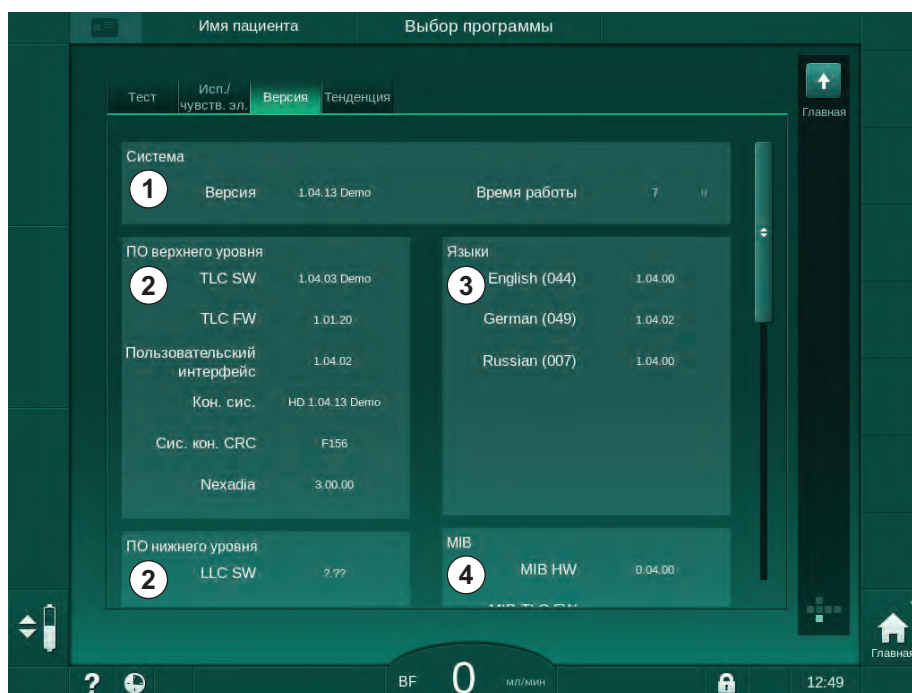 Имя пациента
Выбор программы
Тест
Исп./
чувств. эл.
Версия
Тенденция
Главная
Система
1
Версия
1.04.13 Demo
Время работы
7
ч
ПО верхнего уровня
2
TLC SW
1.04.03 Demo
TLC FW
1.01.20
Пользовательский
интерфейс
1.04.02
Кон. сис.
HD 1.04.13 Demo
Сис. кон. CRC
F156
Nexadia
3.00.00
Языки
3
English (044)
1.04.00
German (049)
1.04.02
Russian (007)
1.04.00
ПО нижнего уровня
2
LLC SW
?.??
MIB
4
MIB HW
0.04.00
Главная
?
BF
0
мл/мин
12:49